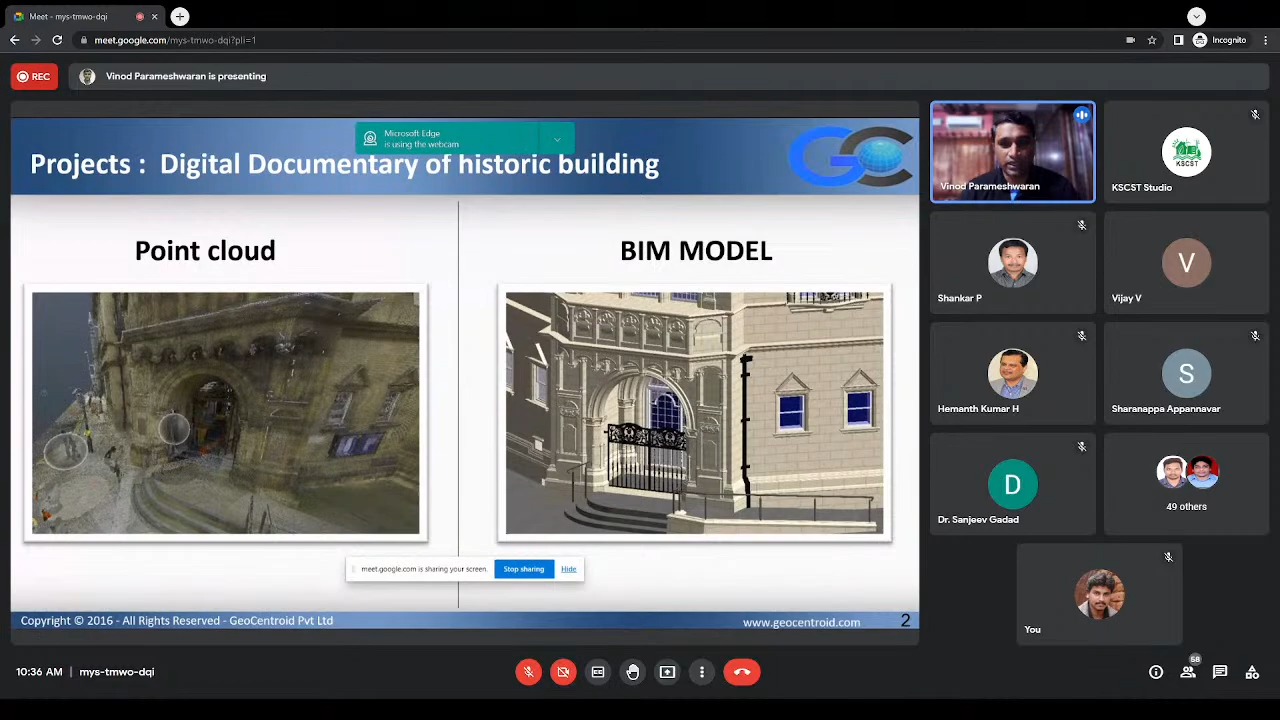 Meet - mys-tmwo-dqi
meet.google.com/mys-tmwo-dqi?pli=1
Incognito
REC
Vinod Parameshwaran is presenting
Microsoft Edge
is using the webcam
Projects : Digital Documentary of historic building
GC
Point cloud
BIM MODEL
meet.google.com is sharing your screen.
Stop sharing
Hide
Copyright © 2016 - All Rights Reserved - GeoCentroid Pvt Ltd
www.geocentroid.com
2
Vinod Parameshwaran
KSCST
KSCST Studio
Shankar P
V
Vijay V
Hemanth Kumar H
S
Sharanappa Appannavar
D
Dr. Sanjeev Gadad
49 others
You
10:36 AM
mys-tmwo-dqi
58